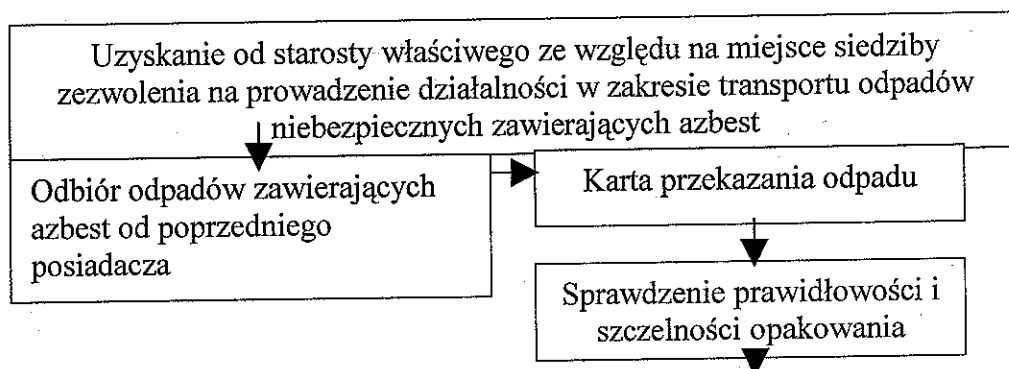 Uzyskanie od starosty właściwego ze względu na miejsce siedziby
zezwolenia na prowadzenie działalności w zakresie transportu odpadów
niebezpiecznych zawierających azbest
Odbiór odpadów zawierających
azbest od poprzedniego
posiadacza
Karta przekazania odpadu
Sprawdzenie prawidłowości i
szczelności opakowania